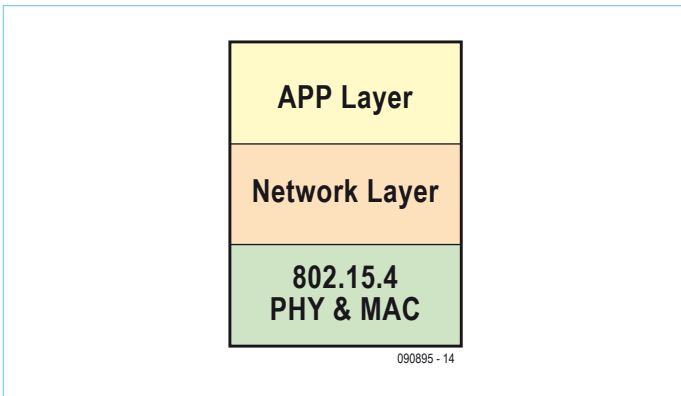 APP Layer
Network Layer
802.15.4
PHY & MAC
090895 - 14